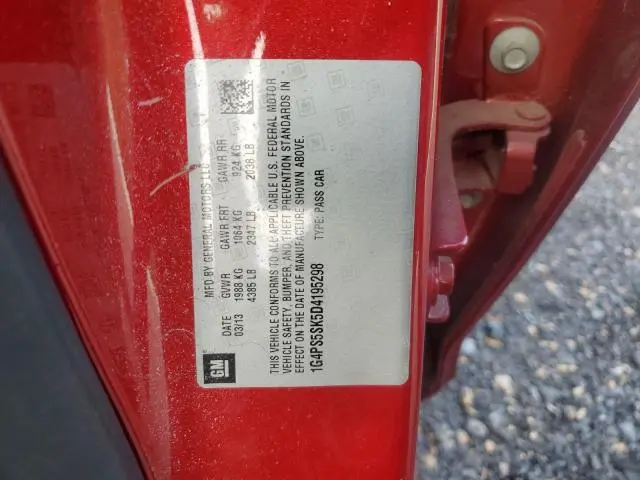 MFD BY GENERAL MOTORS LLC
DATE GVWR GAWR FRT GAWR RR
03/13 1988 KG 1064 KG 924 KG
4385 LB 2347 LB 2038 LB
THIS VEHICLE CONFORMS TO ALL APPLICABLE U.S. FEDERAL MOTOR
VEHICLE SAFETY, BUMPER, AND THEFT PREVENTION STANDARDS IN
EFFECT ON THE DATE OF MANUFACTURE SHOWN ABOVE.
1G4PS5SK5D4195298 TYPE: PASS CAR
GM